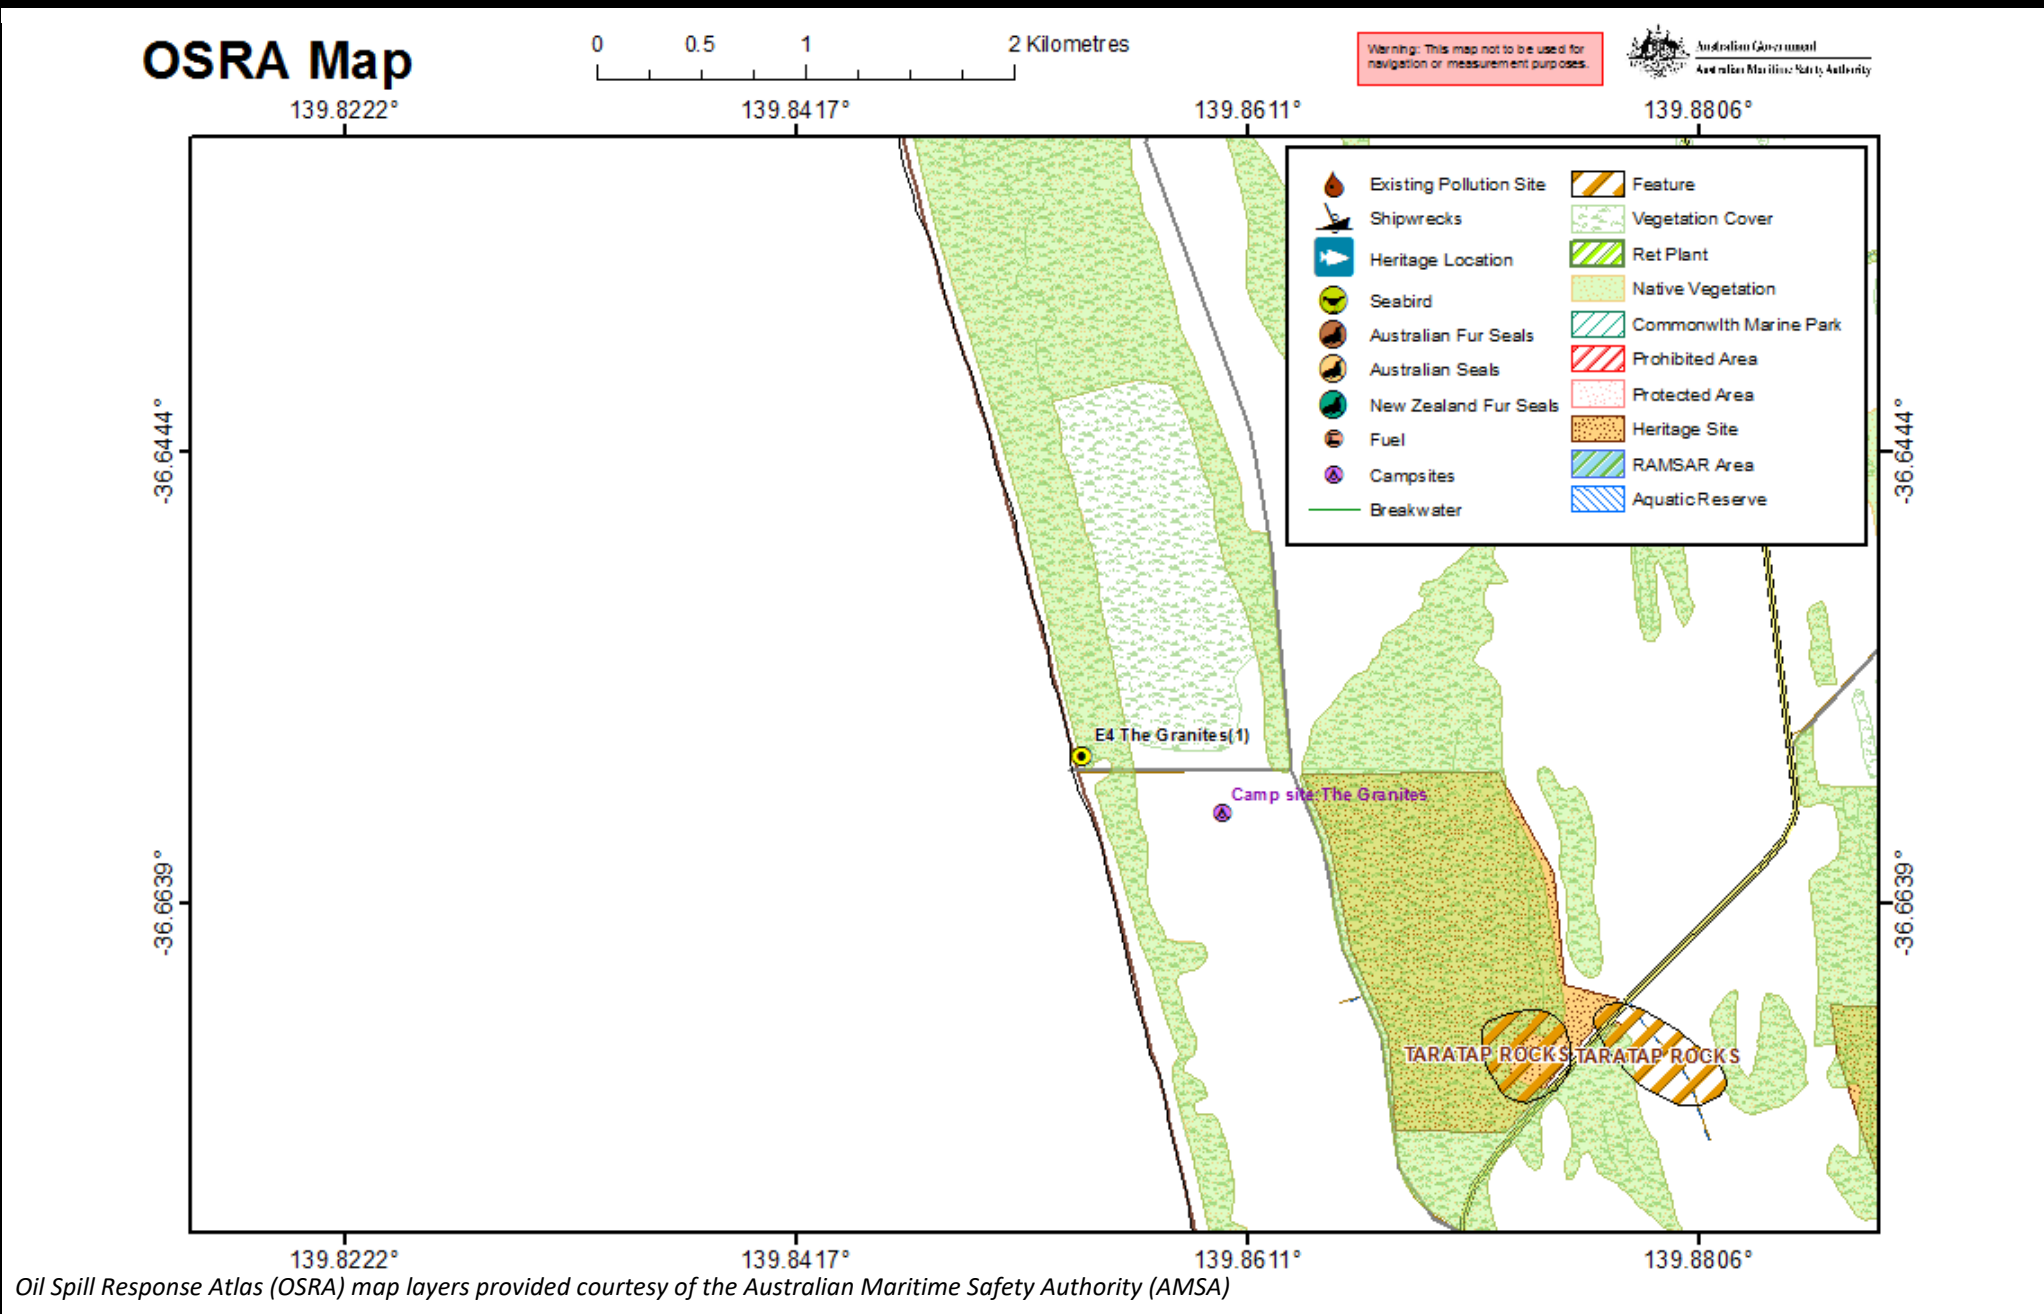 OSRA Map
0 0.5 1 2 Kilometres
Warning: This map not to be used for
navigation or measurement purposes.
Australian Government
Australian Maritime Safety Authority
139.8222° 139.8417° 139.8611° 139.8806°
Existing Pollution Site
Shipwrecks
Heritage Location
Seabird
Australian Fur Seals
Australian Seals
New Zealand Fur Seals
Fuel
Campsites
Breakwater
Feature
Vegetation Cover
Ret Plant
Native Vegetation
Commonwlth Marine Park
Prohibited Area
Protected Area
Heritage Site
RAMSAR Area
Aquatic Reserve
-36.6444° -36.6444°
E4 The Granites(1)
Camp site:The Granites
-36.6639° -36.6639°
TARATAP ROCKS TARATAP ROCKS
139.8222° 139.8417° 139.8611° 139.8806°
Oil Spill Response Atlas (OSRA) map layers provided courtesy of the Australian Maritime Safety Authority (AMSA)